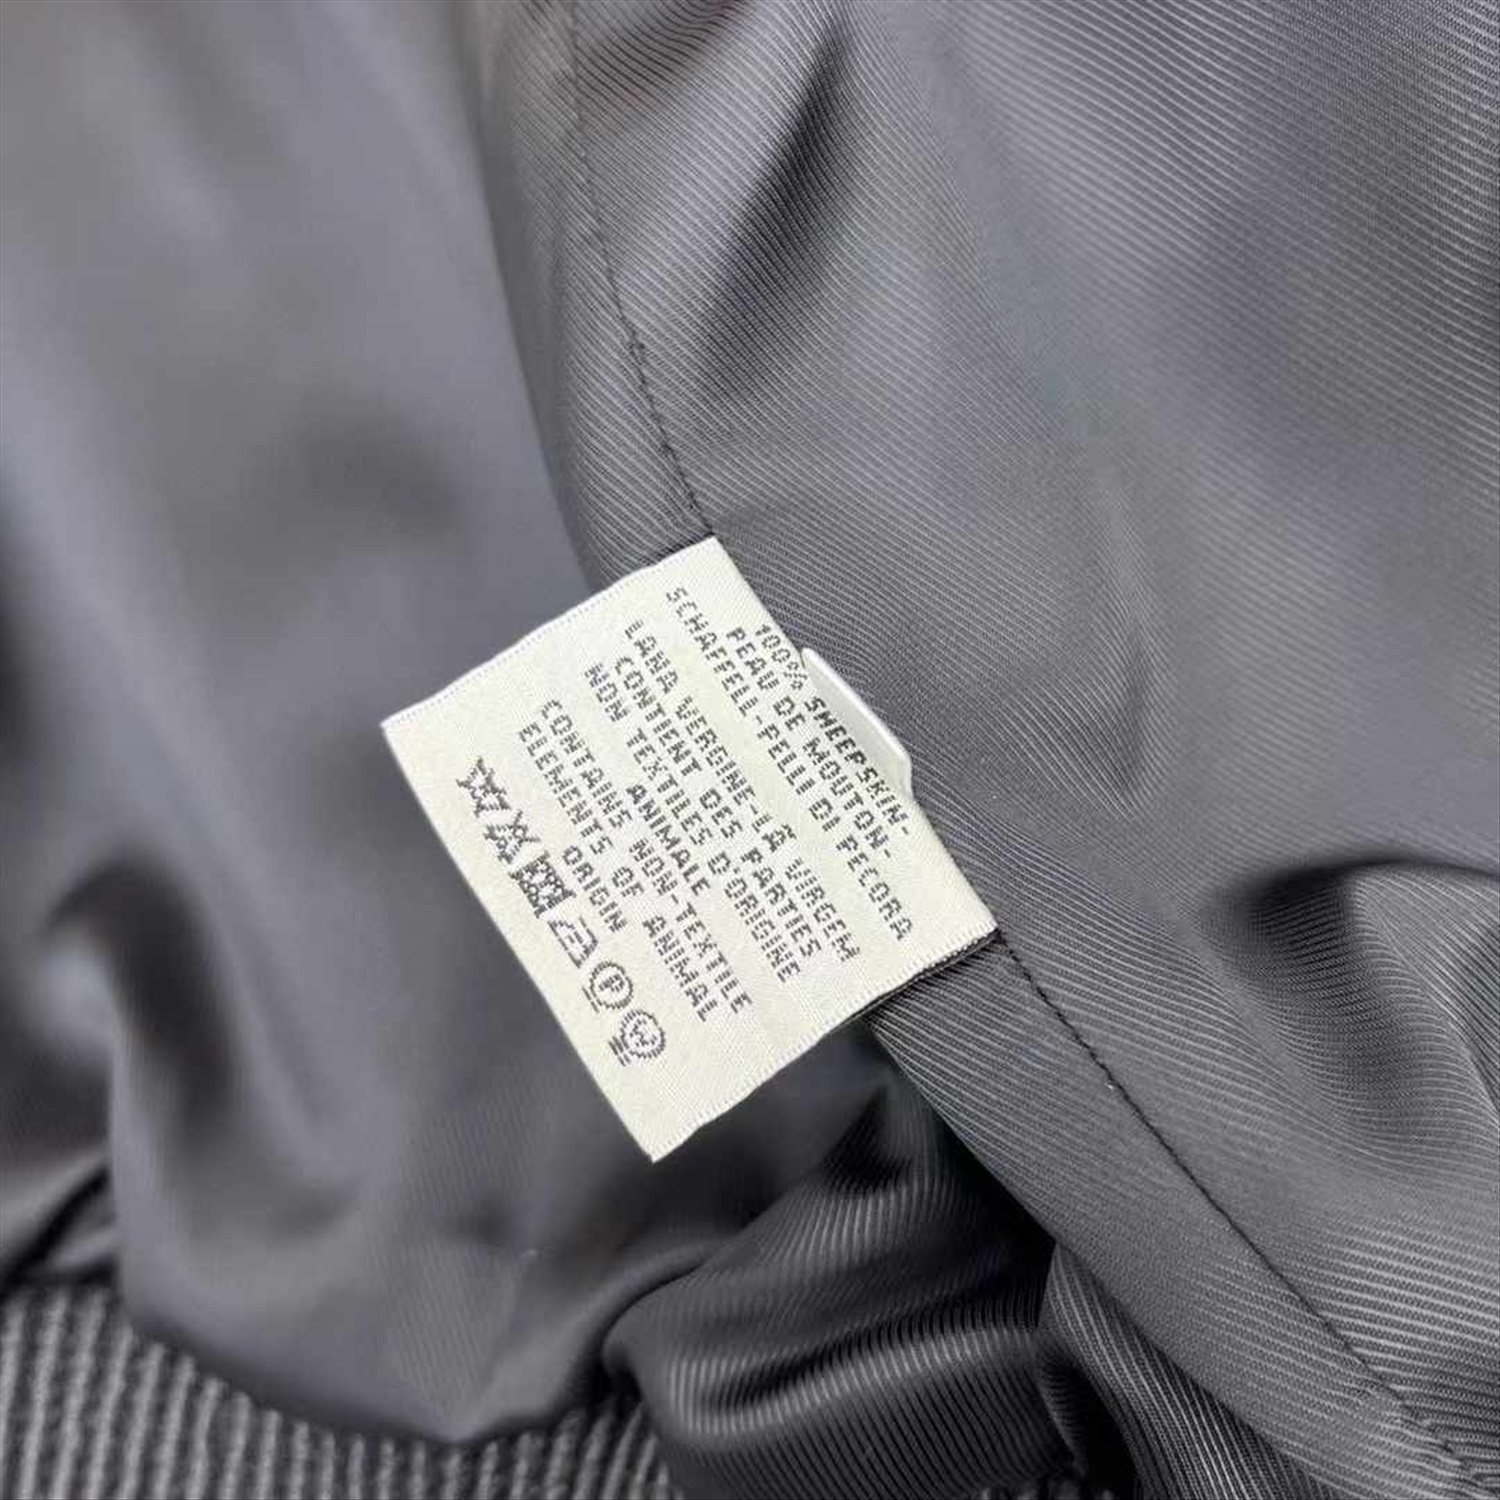 100% SHEEPSKIN-
PEAU DE MOUTON-
SCHAFFELL-PELLI DI PECORA
LANA VERGINE-LÃ VIRGEM
CONTIENT DES PARTIES
NON TEXTILES D'ORIGINE
ANIMALE
CONTAINS NON-TEXTILE
ELEMENTS OF ANIMAL
ORIGIN
P W